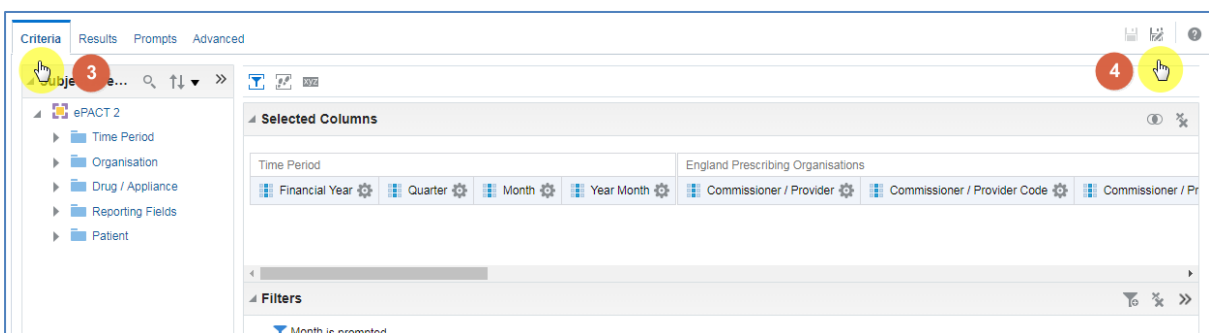 Criteria Results Prompts Advanced
3
4
ePACT 2
Selected Columns
Time Period England Prescribing Organisations
Time Period
Financial Year Quarter Month Year Month Commissioner / Provider Commissioner / Provider Code Commissioner / Pr
Organisation
Drug / Appliance
Reporting Fields
Patient
Filters
Month is prompted